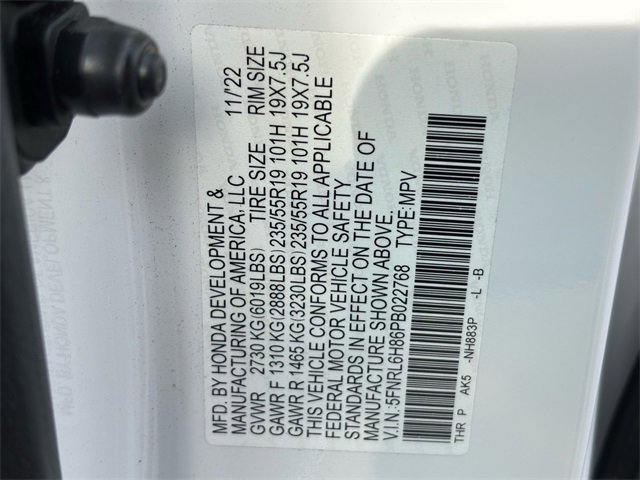 MFD. BY HONDA DEVELOPMENT &
MANUFACTURING OF AMERICA, LLC 11/'22
GVWR 2730 KG(6019LBS) TIRE SIZE RIM SIZE
GAWR F 1310 KG(2888LBS)235/55R19 101H 19X7.5J
GAWR R 1465 KG(3230LBS)235/55R19 101H 19X7.5J
THIS VEHICLE CONFORMS TO ALL APPLICABLE
FEDERAL MOTOR VEHICLE SAFETY
STANDARDS IN EFFECT ON THE DATE OF
MANUFACTURE SHOWN ABOVE.
V.I.N.:5FNRL6H86PB022768 TYPE:MPV
THR P AK5 -NH883P -L -B